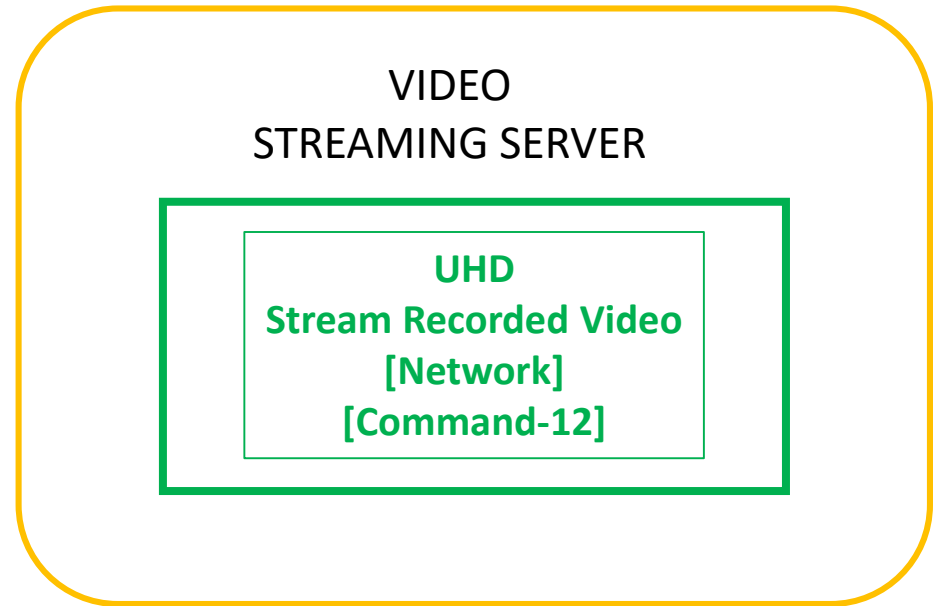 VIDEO
STREAMING SERVER
UHD
Stream Recorded Video
[Network]
[Command-12]